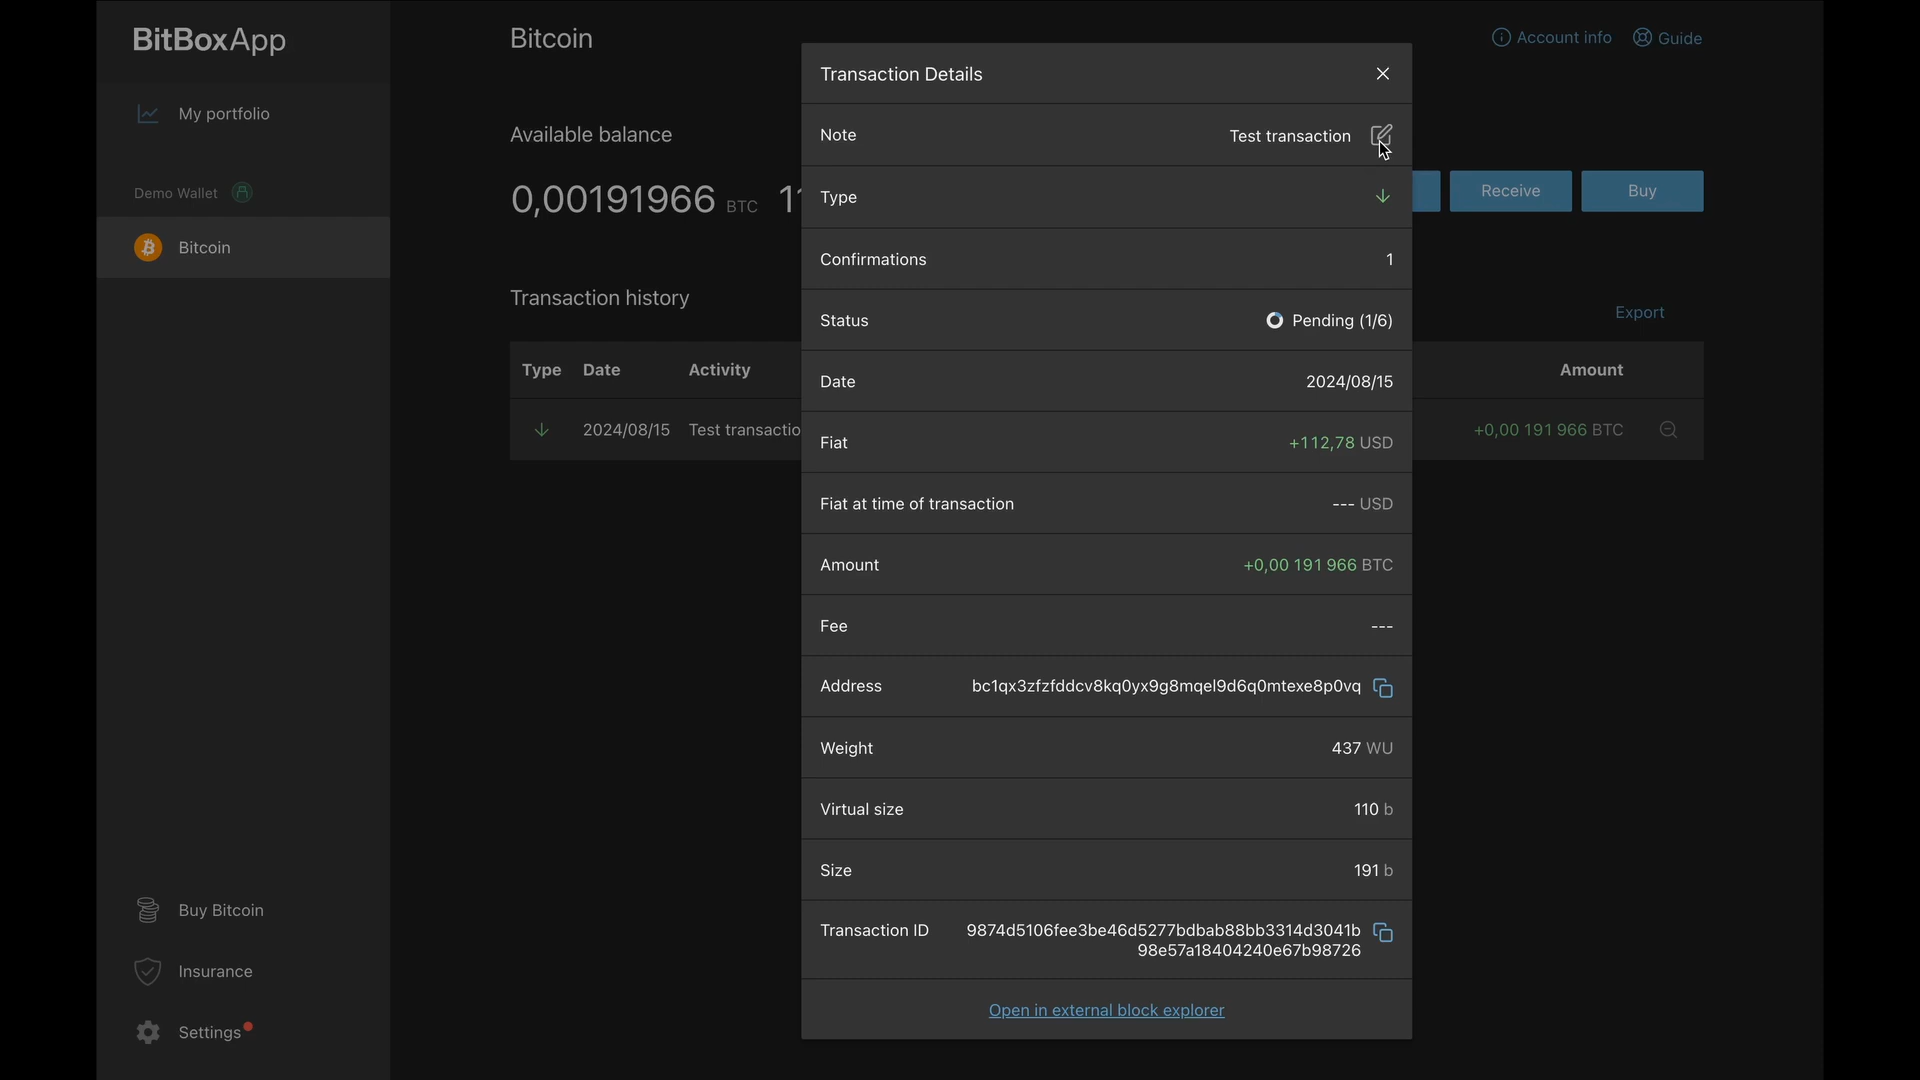 BitBoxApp
My portfolio
Demo Wallet
Bitcoin
Buy Bitcoin
Insurance
Settings
Bitcoin
Account info
Guide
Available balance
0,00191966 BTC
Receive
Buy
Transaction history
Export
Type Date Activity Amount
2024/08/15 Test transactio +0,00 191 966 BTC
Transaction Details
Note Test transaction
Type
Confirmations 1
Status Pending (1/6)
Date 2024/08/15
Fiat +112,78 USD
Fiat at time of transaction --- USD
Amount +0,00 191 966 BTC
Fee ---
Address bc1qx3zfzfddcv8kq0yx9g8mqel9d6q0mtexe8p0vq
Weight 437 WU
Virtual size 110 b
Size 191 b
Transaction ID 9874d5106fee3be46d5277bdbab88bb3314d3041b
98e57a18404240e67b98726
Open in external block explorer